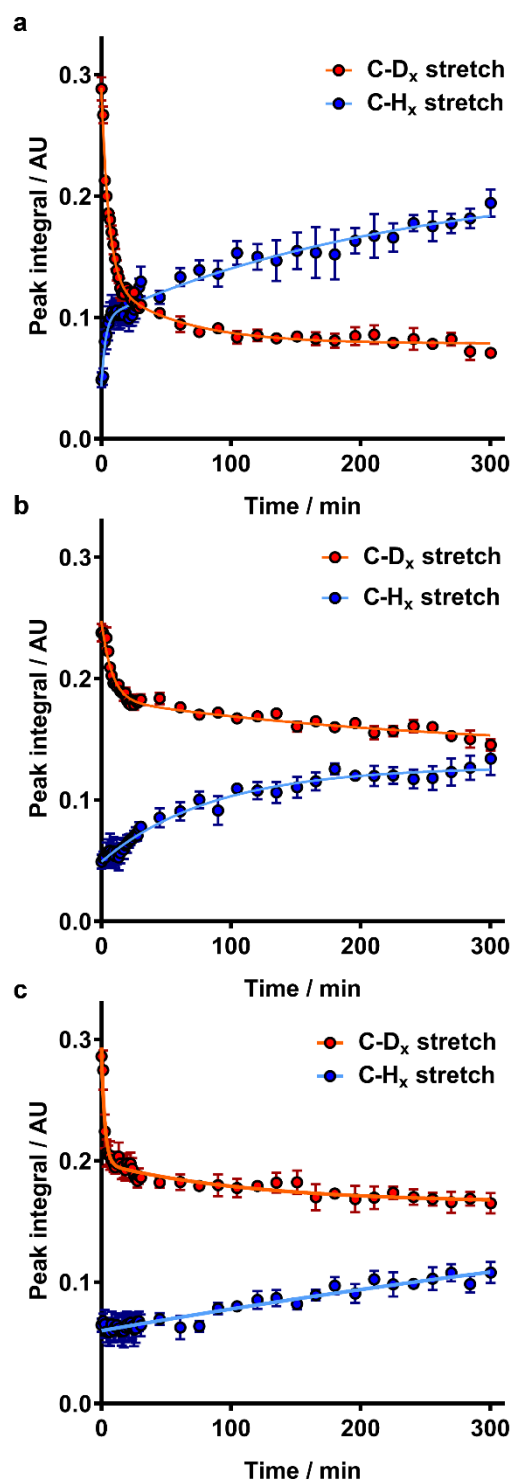 a
Peak integral / AU
0.3
0.2
0.1
0.0
C-Dₓ stretch
C-Hₓ stretch
0
100
200
300
Time / min
b
Peak integral / AU
0.3
0.2
0.1
0.0
C-Dₓ stretch
C-Hₓ stretch
0
100
200
300
Time / min
c
Peak integral / AU
0.3
0.2
0.1
0.0
C-Dₓ stretch
C-Hₓ stretch
0
100
200
300
Time / min